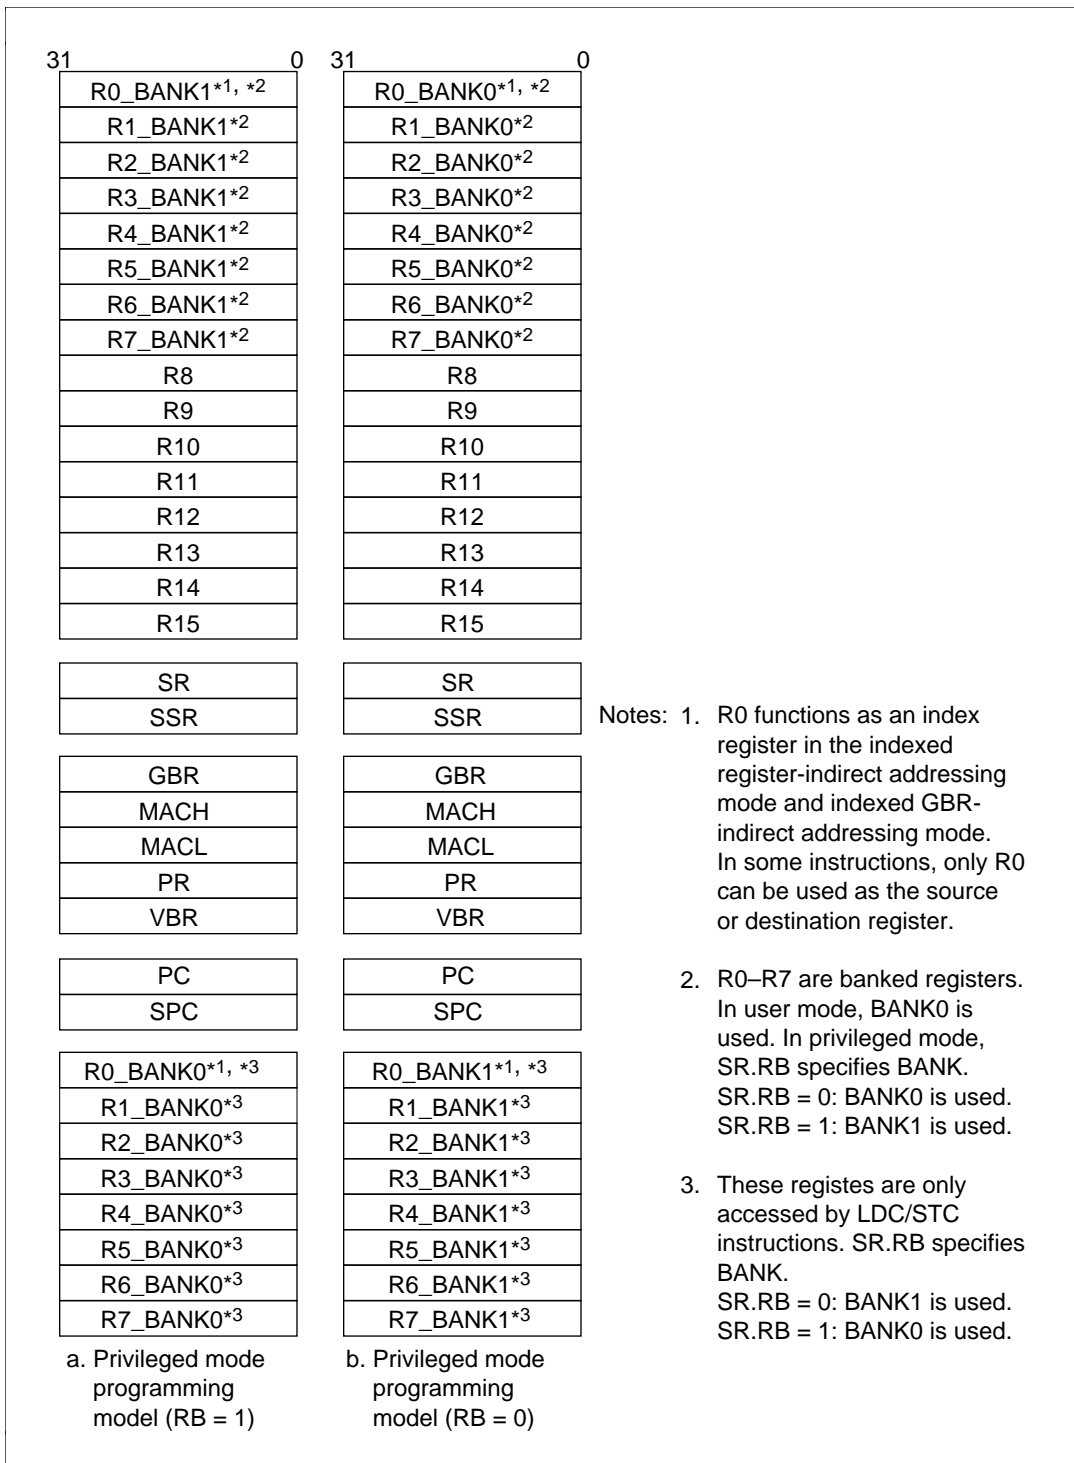 31 0
R0_BANK1*1, *2
R1_BANK1*2
R2_BANK1*2
R3_BANK1*2
R4_BANK1*2
R5_BANK1*2
R6_BANK1*2
R7_BANK1*2
R8
R9
R10
R11
R12
R13
R14
R15
SR
SSR
GBR
MACH
MACL
PR
VBR
PC
SPC
R0_BANK0*1, *3
R1_BANK0*3
R2_BANK0*3
R3_BANK0*3
R4_BANK0*3
R5_BANK0*3
R6_BANK0*3
R7_BANK0*3
a. Privileged mode
programming
model (RB = 1)
31 0
R0_BANK0*1, *2
R1_BANK0*2
R2_BANK0*2
R3_BANK0*2
R4_BANK0*2
R5_BANK0*2
R6_BANK0*2
R7_BANK0*2
R8
R9
R10
R11
R12
R13
R14
R15
SR
SSR
GBR
MACH
MACL
PR
VBR
PC
SPC
R0_BANK1*1, *3
R1_BANK1*3
R2_BANK1*3
R3_BANK1*3
R4_BANK1*3
R5_BANK1*3
R6_BANK1*3
R7_BANK1*3
b. Privileged mode
programming
model (RB = 0)
Notes: 1. R0 functions as an index
register in the indexed
register-indirect addressing
mode and indexed GBR-
indirect addressing mode.
In some instructions, only R0
can be used as the source
or destination register.
2. R0–R7 are banked registers.
In user mode, BANK0 is
used. In privileged mode,
SR.RB specifies BANK.
SR.RB = 0: BANK0 is used.
SR.RB = 1: BANK1 is used.
3. These registes are only
accessed by LDC/STC
instructions. SR.RB specifies
BANK.
SR.RB = 0: BANK1 is used.
SR.RB = 1: BANK0 is used.